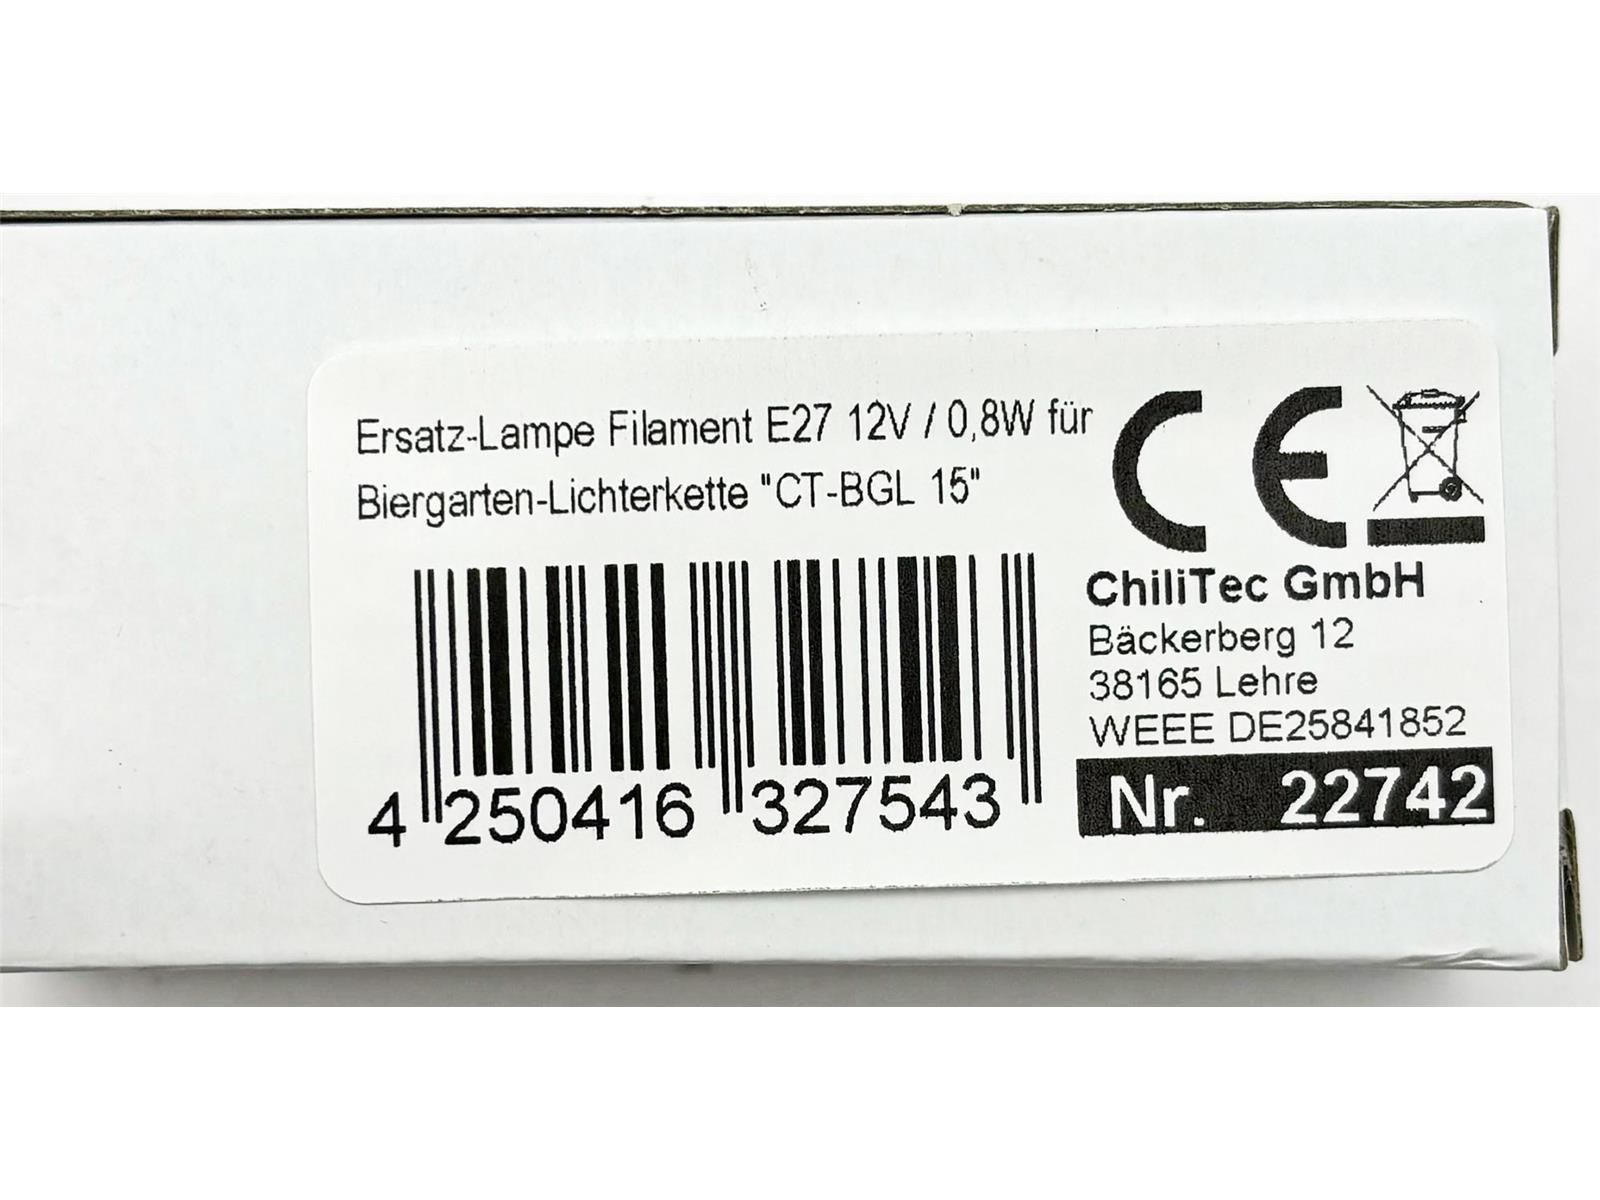 Ersatz-Lampe Filament E27 12V / 0,8W für
Biergarten-Lichterkette "CT-BGL 15"
CE
ChiliTec GmbH
Bäckerberg 12
38165 Lehre
WEEE DE25841852
Nr. 22742
4 250416 327543